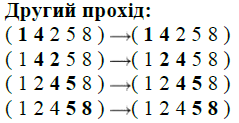 Другий прохід:
( 1 4 2 5 8 ) → ( 1 4 2 5 8 )
( 1 4 2 5 8 ) → ( 1 2 4 5 8 )
( 1 2 4 5 8 ) → ( 1 2 4 5 8 )
( 1 2 4 5 8 ) → ( 1 2 4 5 8 )